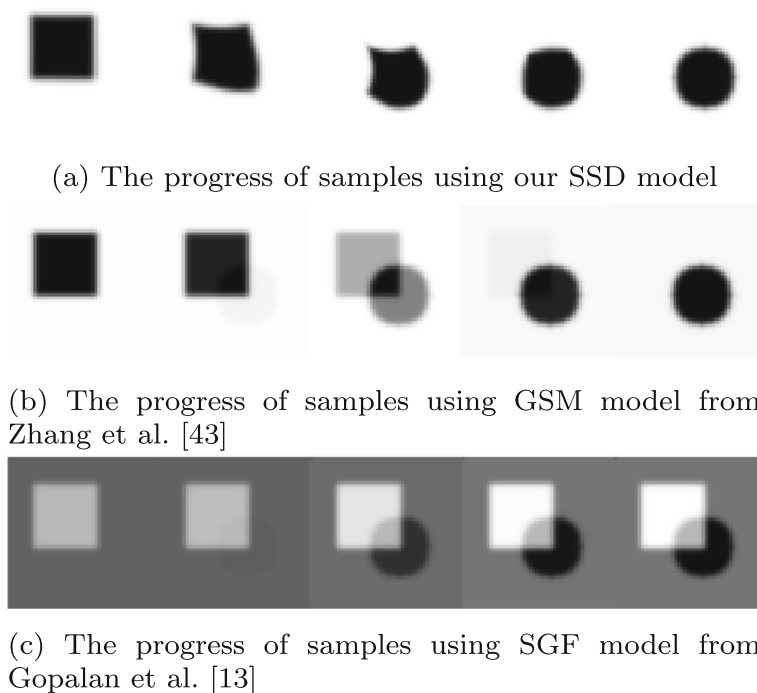 (a) The progress of samples using our SSD model
(b) The progress of samples using GSM model from
Zhang et al. [43]
(c) The progress of samples using SGF model from
Gopalan et al. [13]